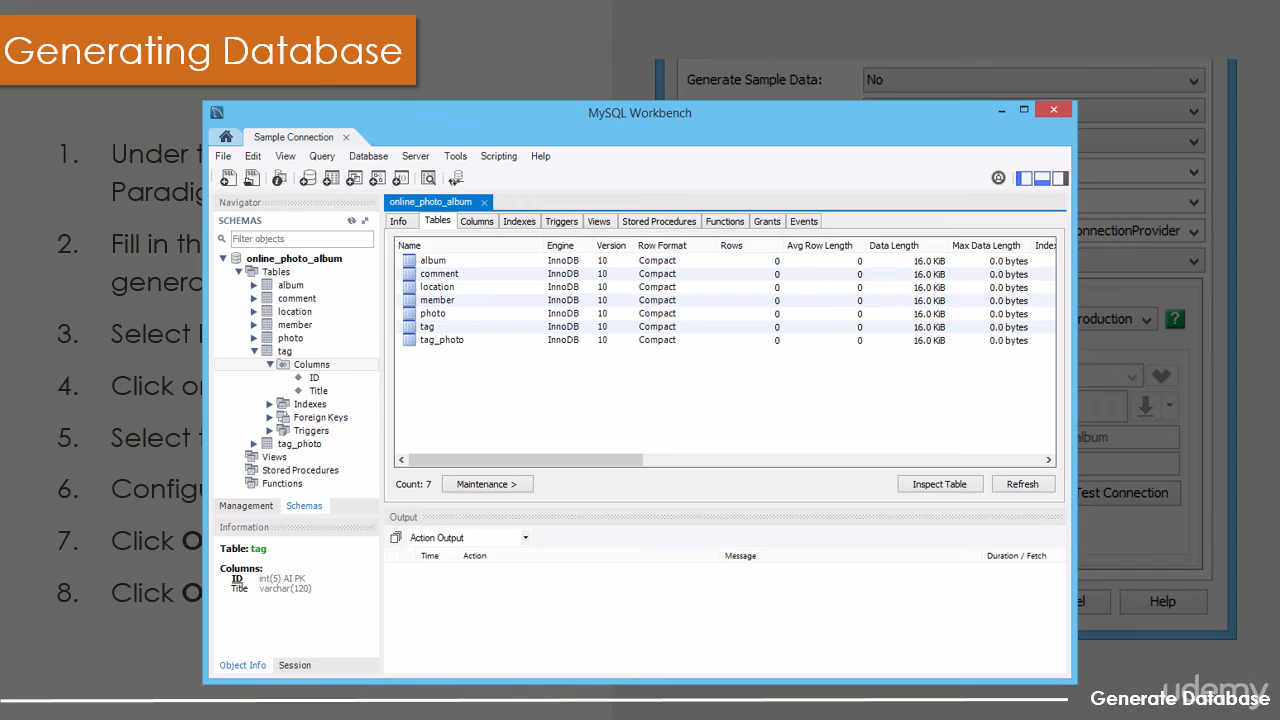 Generating Database
Generate Sample Data: No
1. Under
Paradig
2. Fill in th
genera
3. Select
4. Click on
5. Select
6. Configu
7. Click O
8. Click O
MySQL Workbench
Sample Connection
File Edit View Query Database Server Tools Scripting Help
Navigator
SCHEMAS
Filter objects
online_photo_album
Tables
album
comment
location
member
photo
tag
Columns
ID
Title
Indexes
Foreign Keys
Triggers
tag_photo
Views
Stored Procedures
Functions
Management Schemas
Information
Table: tag
Columns:
ID int(5) AI PK
Title varchar(120)
Object Info Session
online_photo_album
Info Tables Columns Indexes Triggers Views Stored Procedures Functions Grants Events
Name Engine Version Row Format Rows Avg Row Length Data Length Max Data Length Index
album InnoDB 10 Compact 0 0 16.0 KiB 0.0 bytes
comment InnoDB 10 Compact 0 0 16.0 KiB 0.0 bytes
location InnoDB 10 Compact 0 0 16.0 KiB 0.0 bytes
member InnoDB 10 Compact 0 0 16.0 KiB 0.0 bytes
photo InnoDB 10 Compact 0 0 16.0 KiB 0.0 bytes
tag InnoDB 10 Compact 0 0 16.0 KiB 0.0 bytes
tag_photo InnoDB 10 Compact 0 0 16.0 KiB 0.0 bytes
Count: 7 Maintenance > Inspect Table Refresh
Output
Action Output
Time Action Message Duration / Fetch
onnectionProvider
roduction ?
album
Test Connection
el Help
udemy
Generate Database